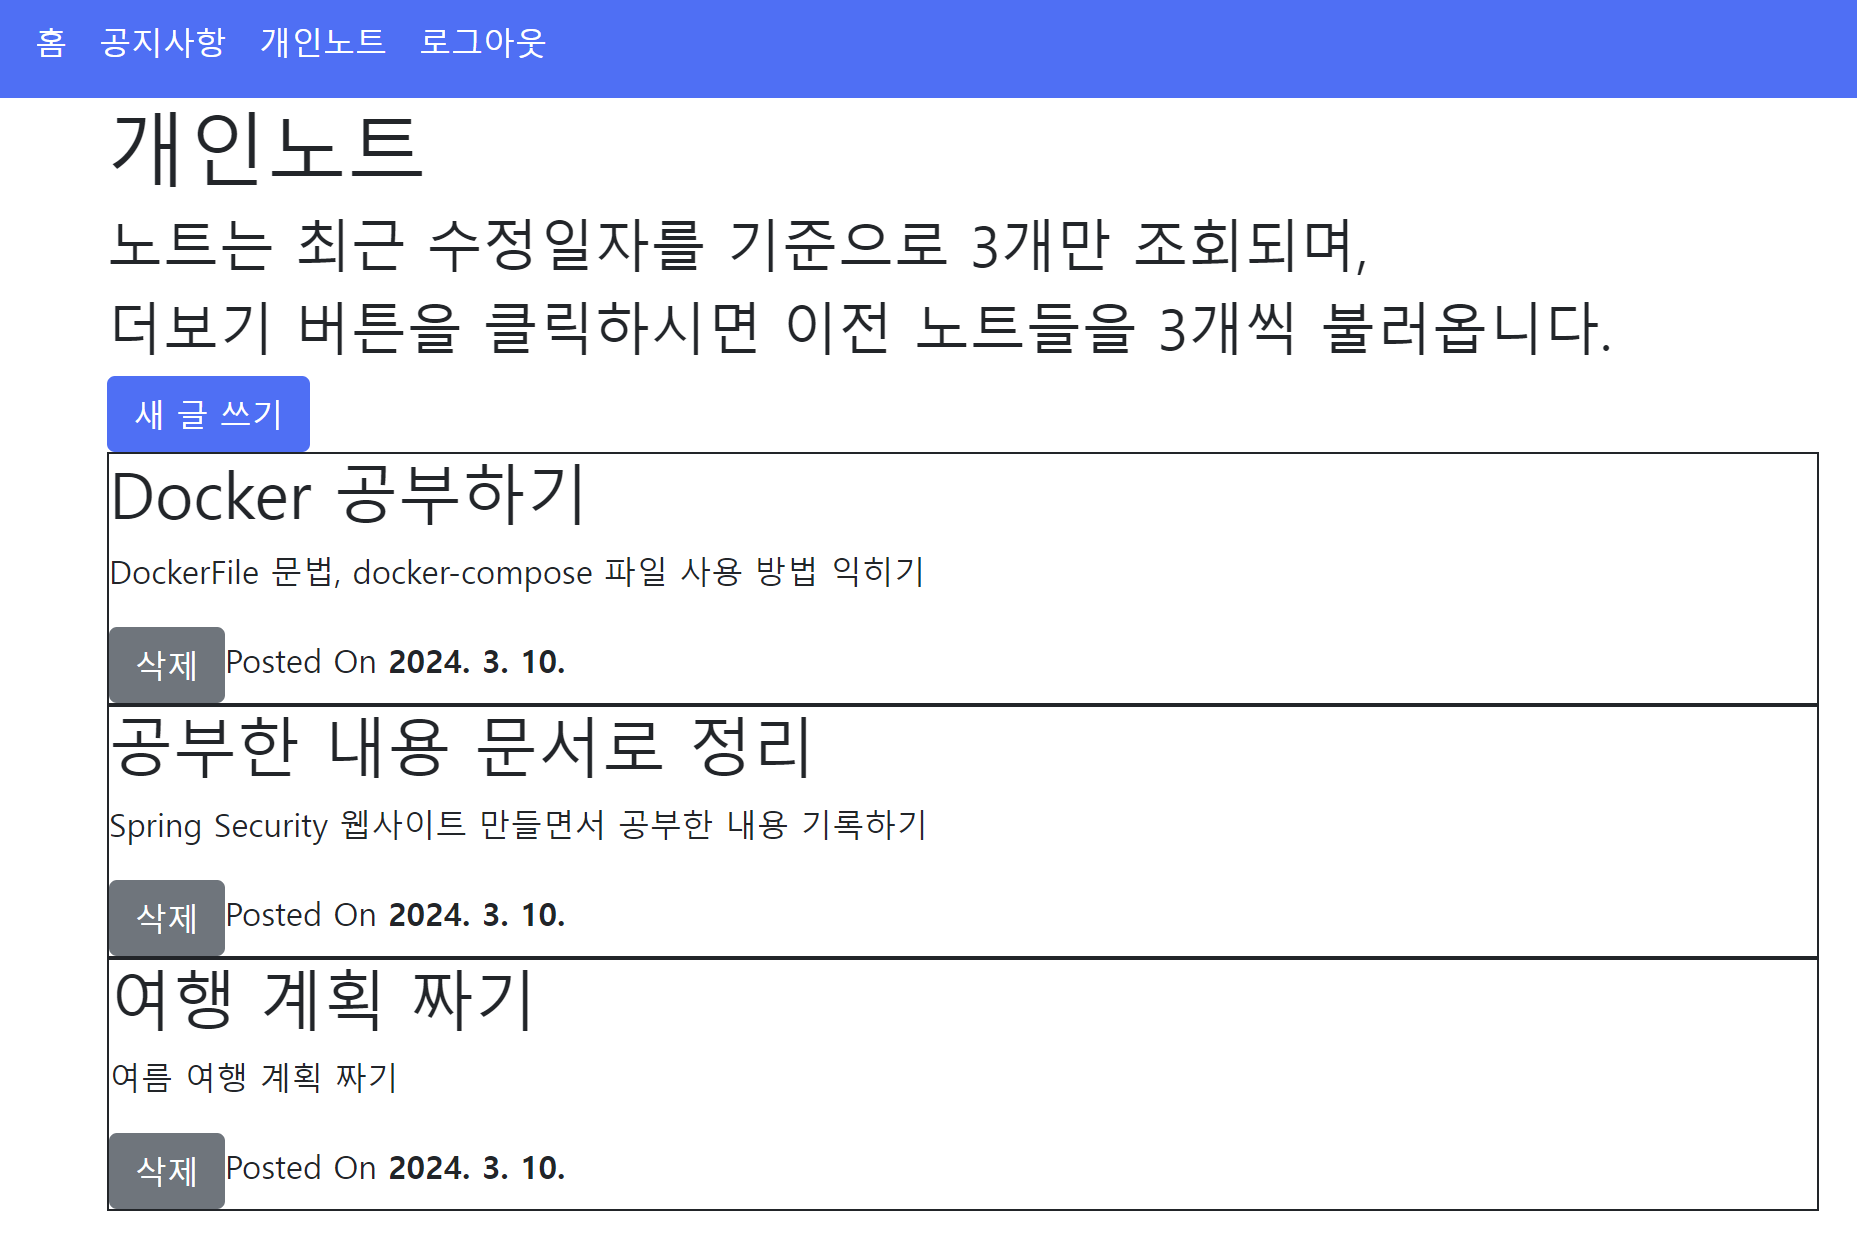 홈 공지사항 개인노트 로그아웃
개인노트
노트는 최근 수정일자를 기준으로 3개만 조회되며,
더보기 버튼을 클릭하시면 이전 노트들을 3개씩 불러옵니다.
새 글 쓰기
Docker 공부하기
DockerFile 문법, docker-compose 파일 사용 방법 익히기
삭제 Posted On 2024. 3. 10.
공부한 내용 문서로 정리
Spring Security 웹사이트 만들면서 공부한 내용 기록하기
삭제 Posted On 2024. 3. 10.
여행 계획 짜기
여름 여행 계획 짜기
삭제 Posted On 2024. 3. 10.